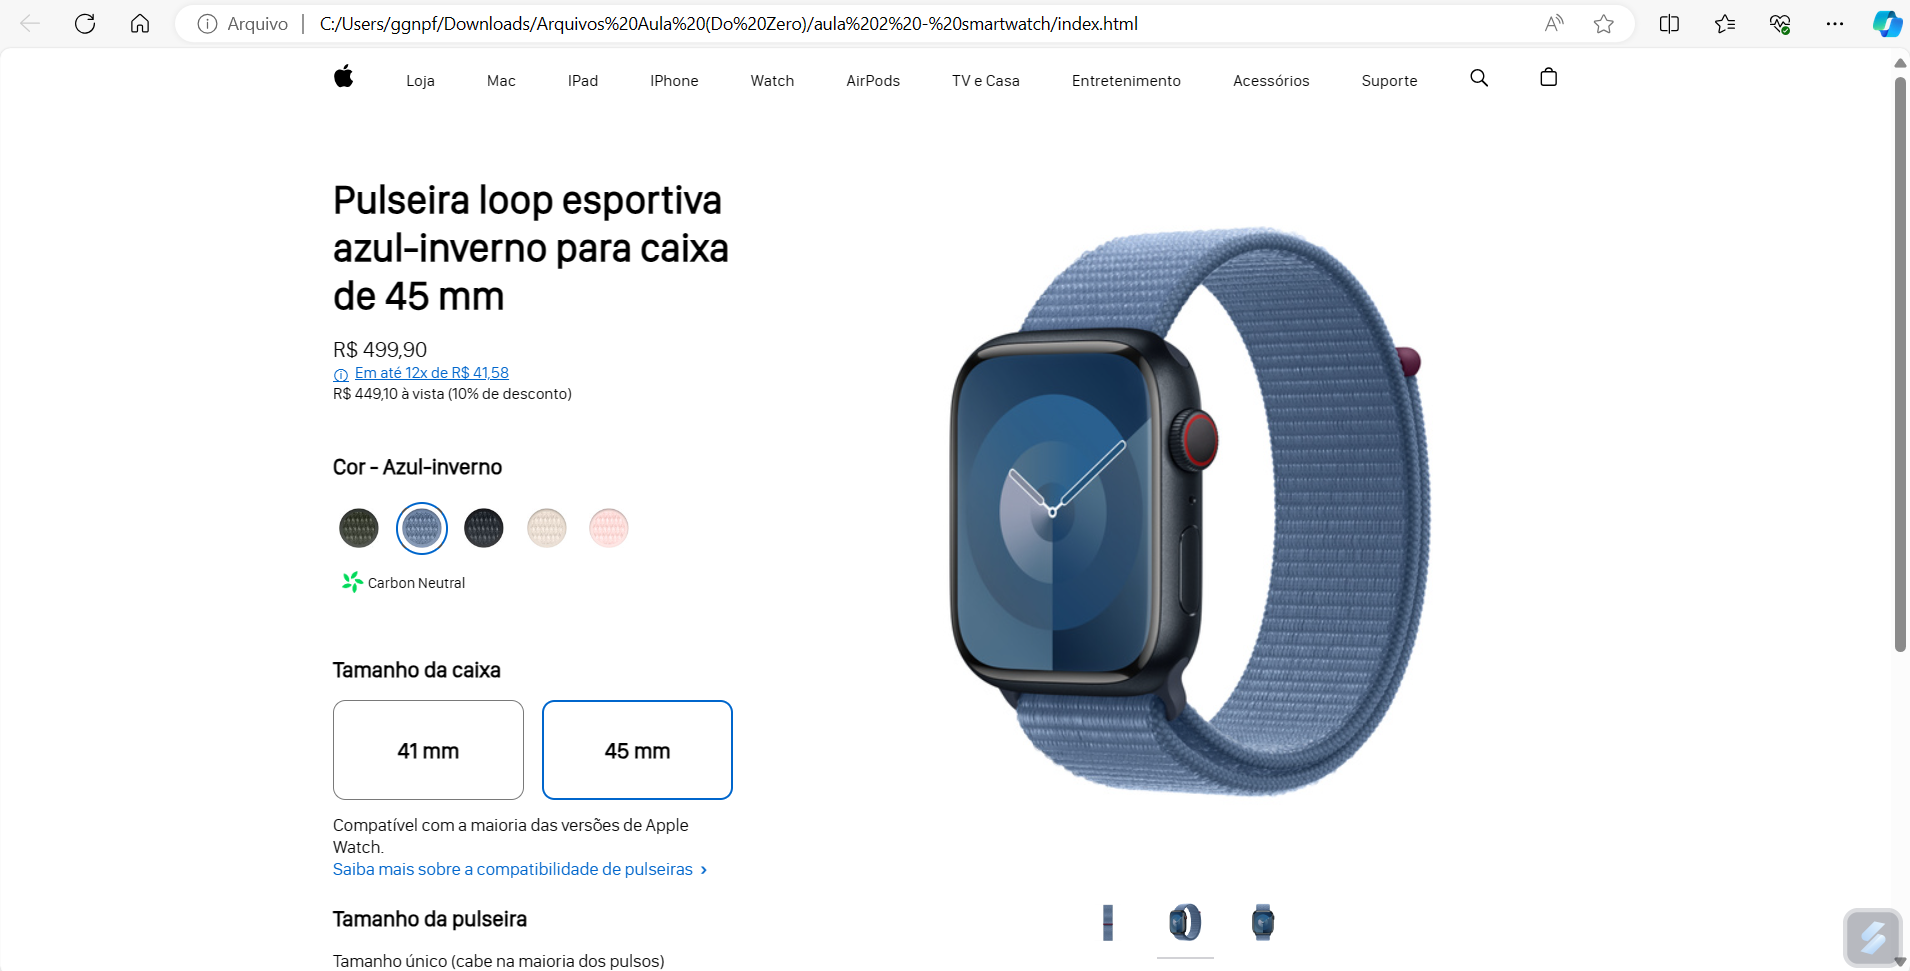 Arquivo
C:/Users/ggnpf/Downloads/Arquivos%20Aula%20(Do%20Zero)/aula%202%20-%20smartwatch/index.html
Loja Mac IPad IPhone Watch AirPods TV e Casa Entretenimento Acessórios Suporte
Pulseira loop esportiva
azul-inverno para caixa
de 45 mm
R$ 499,90
Em até 12x de R$ 41,58
R$ 449,10 à vista (10% de desconto)
Cor - Azul-inverno
Carbon Neutral
Tamanho da caixa
41 mm 45 mm
Compatível com a maioria das versões de Apple
Watch.
Saiba mais sobre a compatibilidade de pulseiras ›
Tamanho da pulseira
Tamanho único (cabe na maioria dos pulsos)